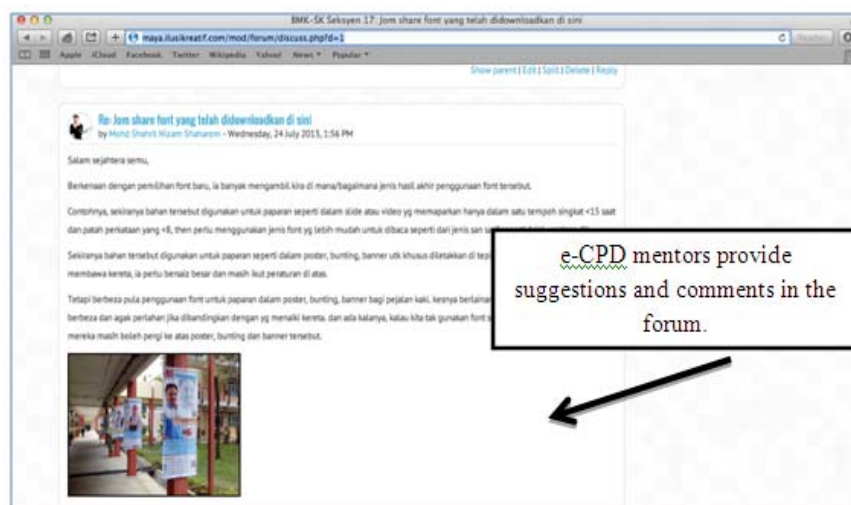 BMK-SK Seksyen 17: Jom share font yang telah didownloadkan di sini
maya.ilusikreatif.com/mod/forum/discuss.php?d=1
Reader
Apple iCloud Facebook Twitter Wikipedia Yahoo! News Popular
Show parent | Edit | Split | Delete | Reply
Re: Jom share font yang telah didownloadkan di sini
by Mohd Shahril Nizam Shaharom - Wednesday, 24 July 2013, 1:56 PM
Salam sejahtera semu,
Berkenaan dengan pemilihan font baru, ia banyak mengambil kira di mana/bagaimana jenis hasil akhir penggunaan font tersebut.
Contohnya, sekiranya bahan tersebut digunakan untuk paparan seperti dalam slide atau video yg memaparkan hanya dalam satu tempoh singkat <15 saat
dan patah perkataan yang <8, then perlu menggunakan jenis font yg lebih mudah untuk dibaca seperti dari jenis san
Sekiranya bahan tersebut digunakan untuk paparan seperti dalam poster, bunting, banner utk khusus diletakkan di tepi
membawa kereta, ia perlu bersaiz besar dan masih ikut peraturan di atas.
Tetapi berbeza pula penggunaan font untuk paparan dalam poster, bunting, banner bagi pejalan kaki. kesnya berlainan
berbeza dan agak perlahan jika dibandingkan dengan yg menaiki kereta. dan ada kalanya, kalau kita tak gunakan font
mereka masih boleh pergi ke atas poster, bunting dan banner tersebut.
e-CPD mentors provide
suggestions and comments in the
forum.